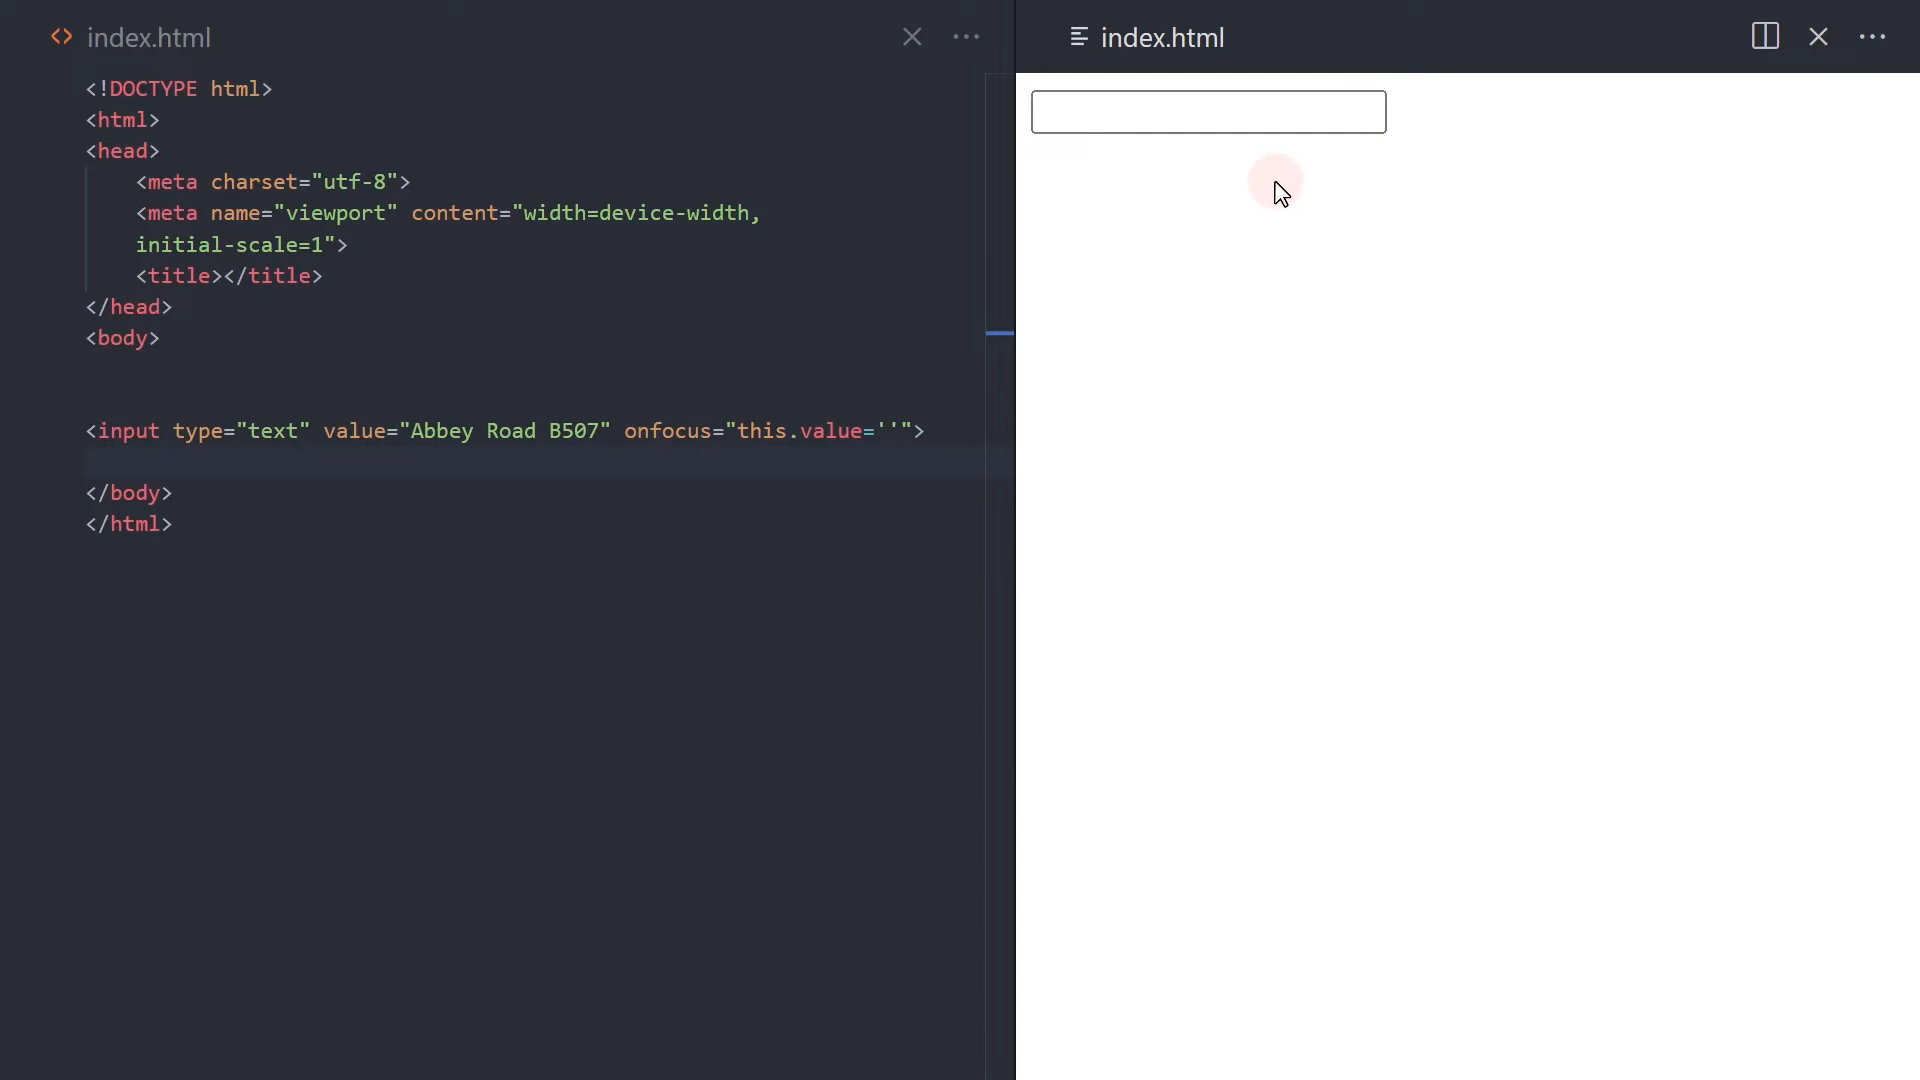 index.html
<!DOCTYPE html>
<html>
<head>
<meta charset="utf-8">
<meta name="viewport" content="width=device-width,
initial-scale=1">
<title></title>
</head>
<body>
<input type="text" value="Abbey Road B507" onfocus="this.value=''">
</body>
</html>
index.html